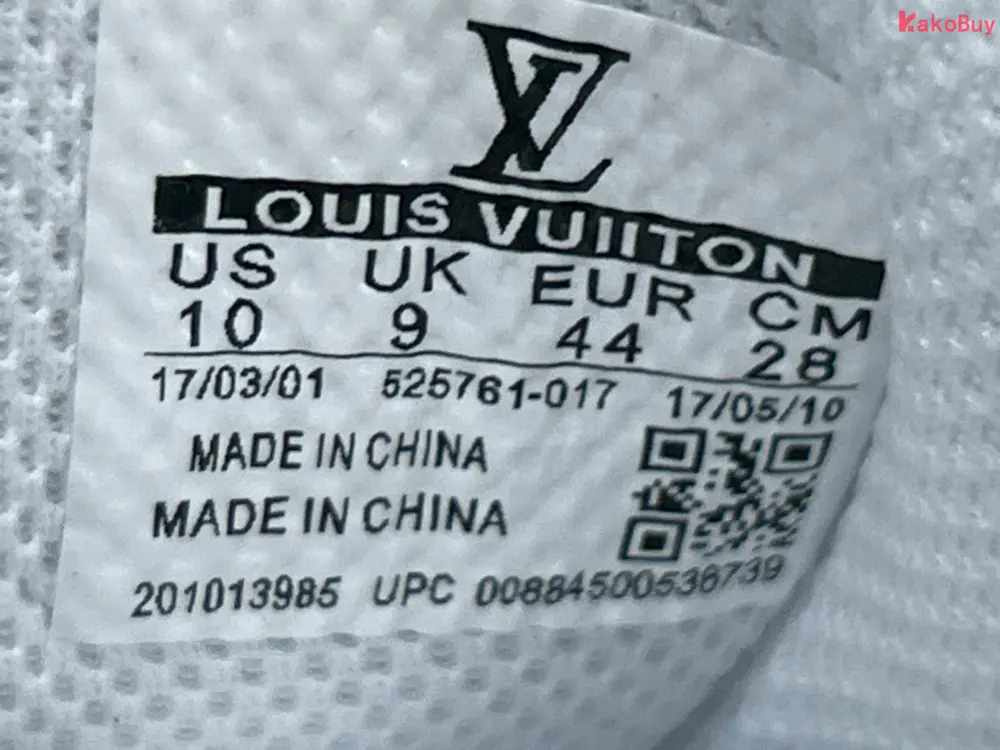 KakoBuy
LV
LOUIS VUIITON
US UK EUR CM
10 9 44 28
17/03/01 525761-017 17/05/10
MADE IN CHINA
MADE IN CHINA
201013985 UPC 00884500536739